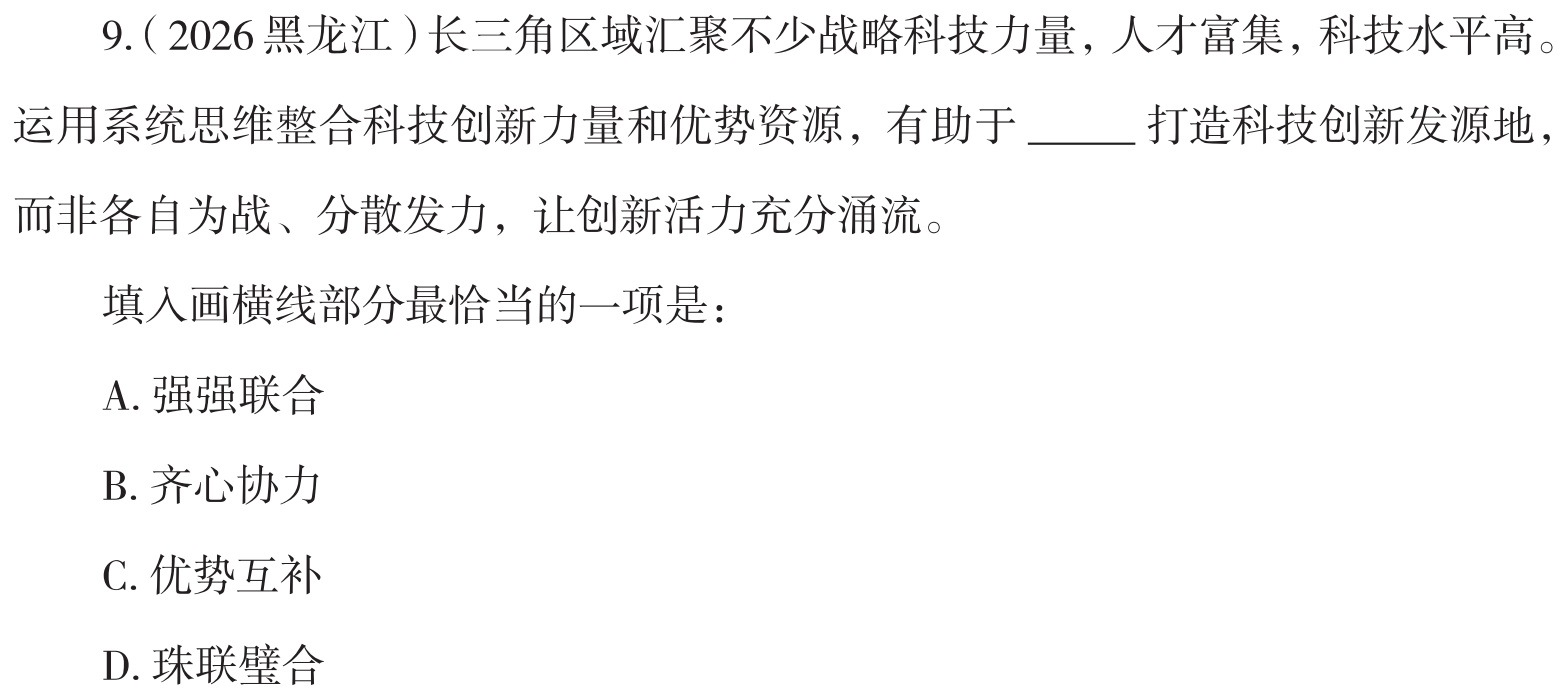 9.（2026黑龙江）长三角区域汇聚不少战略科技力量，人才富集，科技水平高。
运用系统思维整合科技创新力量和优势资源，有助于_____打造科技创新发源地，
而非各自为战、分散发力，让创新活力充分涌流。
填入画横线部分最恰当的一项是：
A. 强强联合
B. 齐心协力
C. 优势互补
D. 珠联璧合